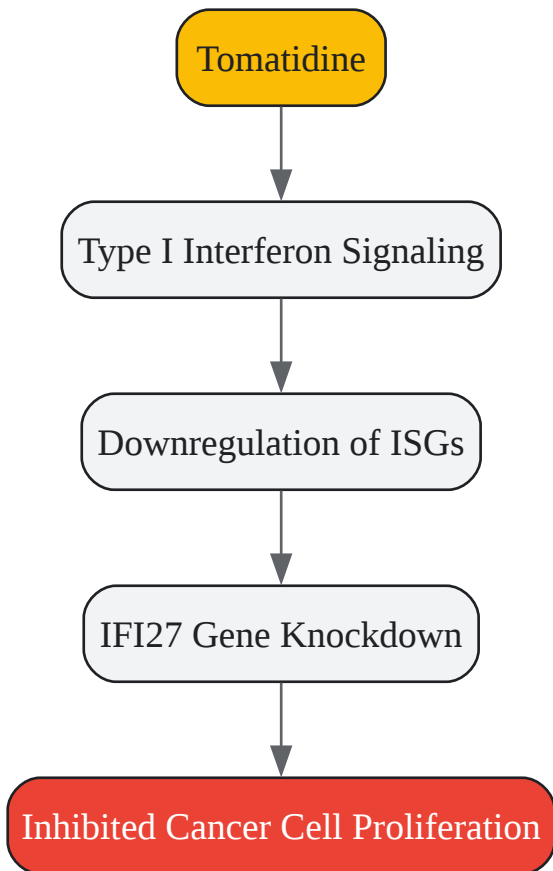 Tomatidine
Type I Interferon Signaling
Downregulation of ISGs
IFI27 Gene Knockdown
Inhibited Cancer Cell Proliferation